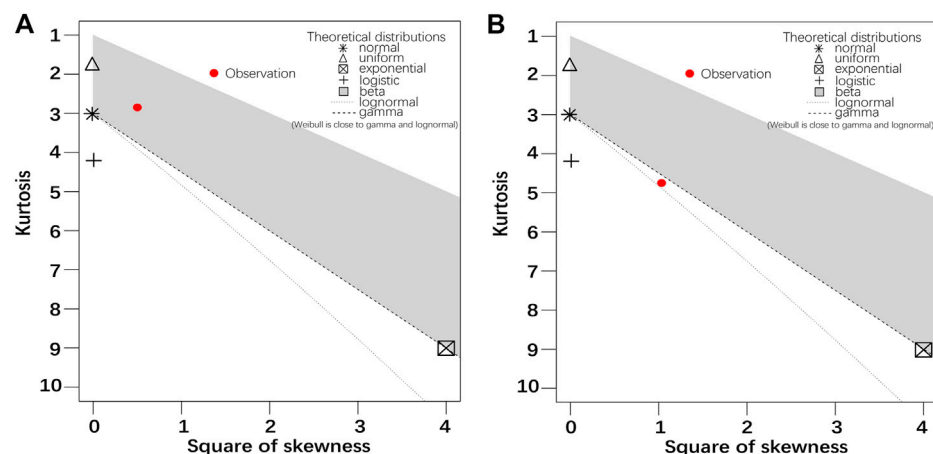 A
Kurtosis
1
2
3
4
5
6
7
8
9
10
Theoretical distributions
normal
uniform
exponential
logistic
beta
lognormal
gamma
(Weibull is close to gamma and lognormal)
Observation
0
1
2
3
4
Square of skewness
B
Kurtosis
1
2
3
4
5
6
7
8
9
10
Theoretical distributions
normal
uniform
exponential
logistic
beta
lognormal
gamma
(Weibull is close to gamma and lognormal)
Observation
0
1
2
3
4
Square of skewness